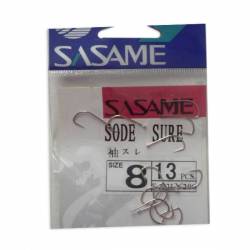 SASAME
SASAME
SODE SURE
袖スレ
SIZE 8 13 PCS.